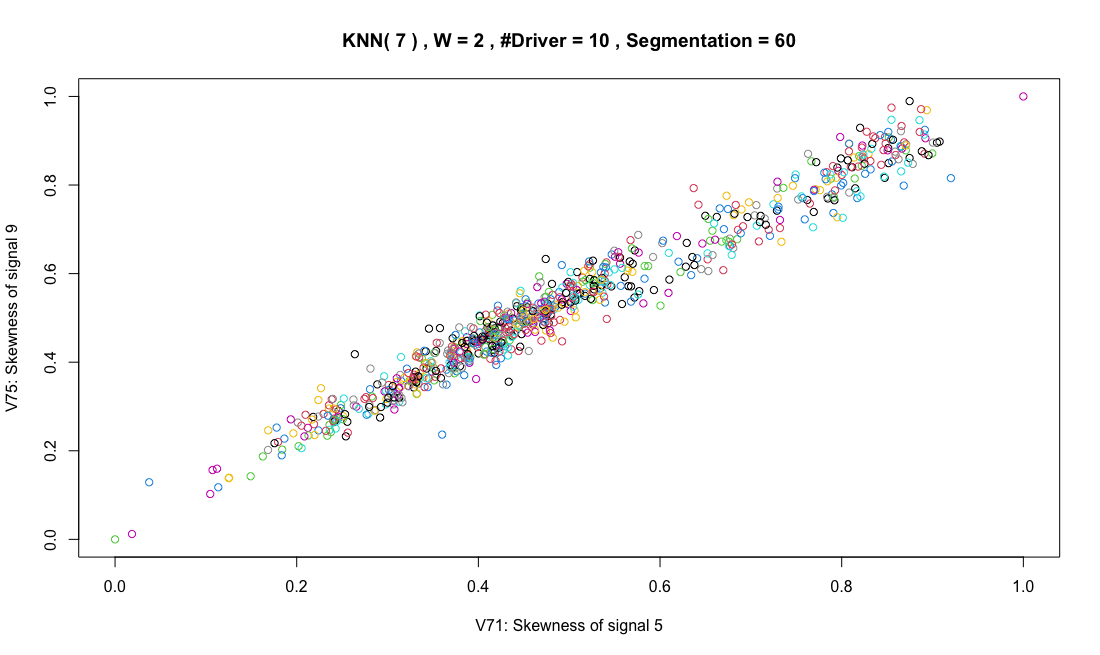 KNN( 7 ) , W = 2 , #Driver = 10 , Segmentation = 60
1.0
0.8
0.6
0.4
0.2
0.0
V75: Skewness of signal 9
0.0 0.2 0.4 0.6 0.8 1.0
V71: Skewness of signal 5